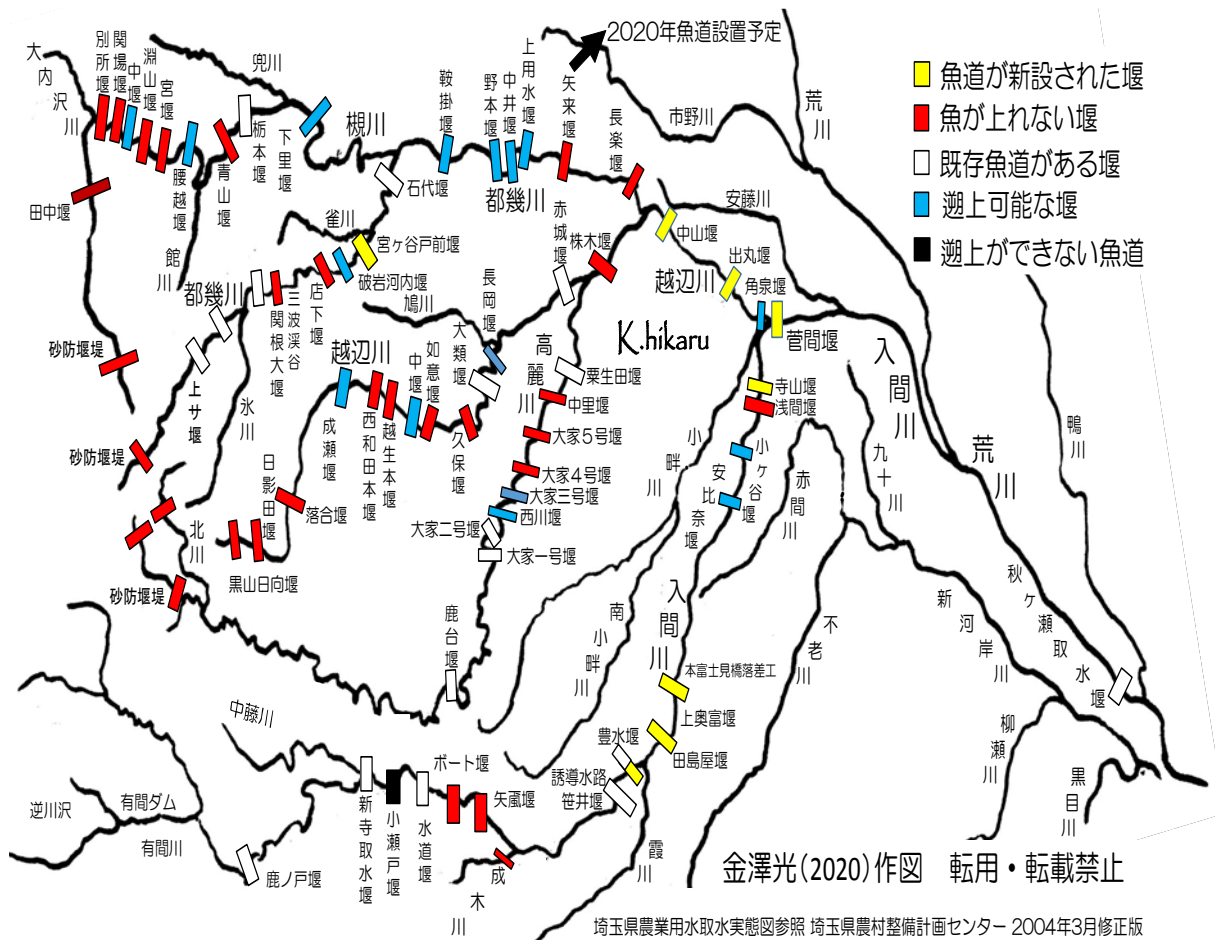 2020年魚道設置予定
魚道が新設された堰
魚が上れない堰
既存魚道がある堰
遡上可能な堰
遡上ができない魚道
大内沢川
別所堰
関場堰
中堰
淵山堰
宮堰
兜川
腰越堰
青山堰
栃本堰
下里堰
槻川
鞍掛堰
野本堰
中井堰
上用水堰
矢来堰
長楽堰
市野川
荒川
田中堰
館川
石代堰
都幾川
雀川
宮ヶ谷戸前堰
破岩河内堰
店下堰
三波渓谷
関根大堰
都幾川
上サ堰
氷川
砂防堰堤
砂防堰堤
砂防堰堤
赤城堰
株木堰
安藤川
中山堰
出丸堰
越辺川
角泉堰
菅間堰
K.hikaru
鳩川
長岡堰
大類堰
越辺川
如意堰
中堰
久保堰
越生本堰
西和田本堰
成瀬堰
落合堰
日影田堰
黒山日向堰
北川
高麗川
粟生田堰
中里堰
大家5号堰
大家4号堰
大家三号堰
西川堰
大家二号堰
大家一号堰
鹿台堰
寺山堰
浅間堰
小ヶ谷堰
安比奈堰
小畔川
南小畔川
入間川
入間川
赤間川
九十川
荒川
鴨川
秋ヶ瀬取水堰
新河岸川
不老川
柳瀬川
黒目川
本富士見橋落差工
上奥富堰
田島屋堰
豊水堰
誘導水路
笹井堰
霞川
成木川
中藤川
ボート堰
矢颪堰
水道堰
小瀬戸堰
新寺取水堰
鹿ノ戸堰
逆川沢
有間ダム
有間川
金澤光(2020)作図　転用・転載禁止
埼玉県農業用水取水実態図参照 埼玉県農村整備計画センター 2004年3月修正版